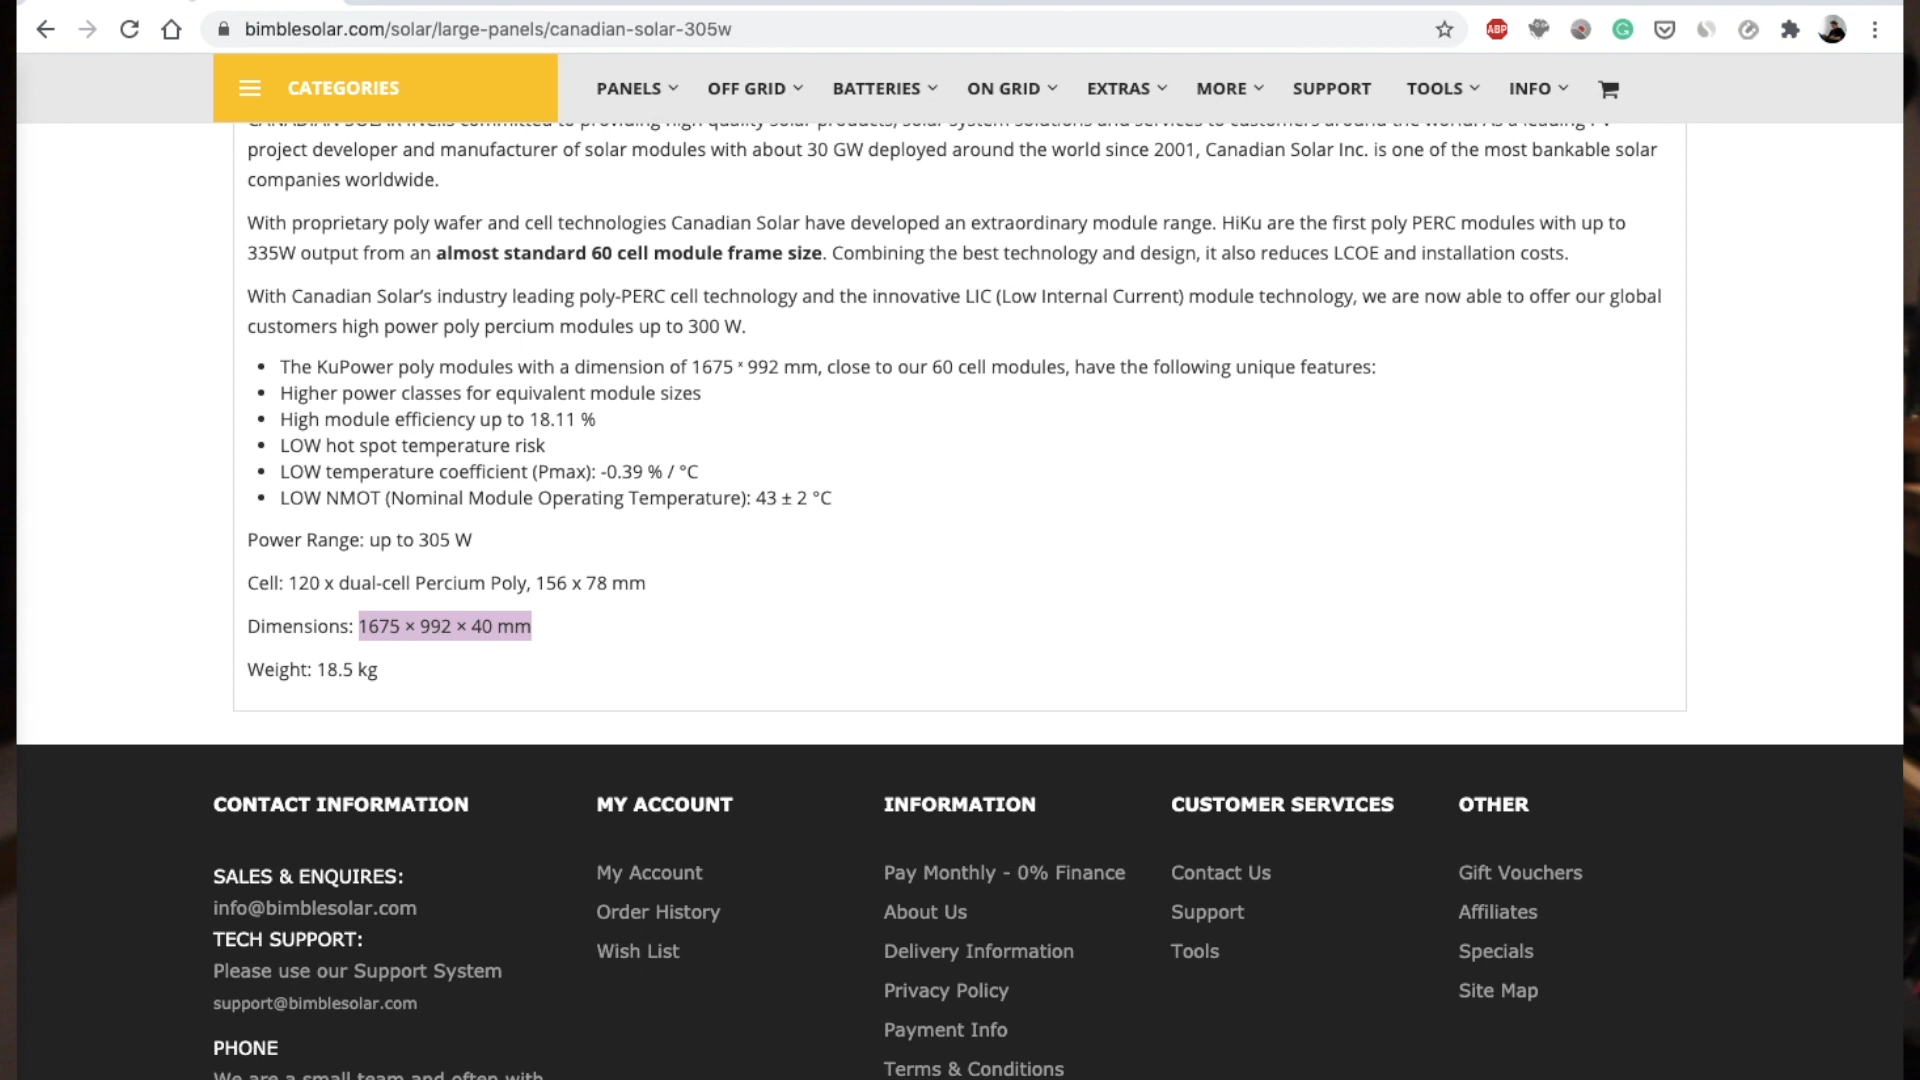 bimblesolar.com/solar/large-panels/canadian-solar-305w
ABP
CATEGORIES
PANELS OFF GRID BATTERIES ON GRID EXTRAS MORE SUPPORT TOOLS INFO
project developer and manufacturer of solar modules with about 30 GW deployed around the world since 2001, Canadian Solar Inc. is one of the most bankable solar
companies worldwide.
With proprietary poly wafer and cell technologies Canadian Solar have developed an extraordinary module range. HiKu are the first poly PERC modules with up to
335W output from an almost standard 60 cell module frame size. Combining the best technology and design, it also reduces LCOE and installation costs.
With Canadian Solar’s industry leading poly-PERC cell technology and the innovative LIC (Low Internal Current) module technology, we are now able to offer our global
customers high power poly percium modules up to 300 W.
• The KuPower poly modules with a dimension of 1675 ˣ 992 mm, close to our 60 cell modules, have the following unique features:
• Higher power classes for equivalent module sizes
• High module efficiency up to 18.11 %
• LOW hot spot temperature risk
• LOW temperature coefficient (Pmax): -0.39 % / °C
• LOW NMOT (Nominal Module Operating Temperature): 43 ± 2 °C
Power Range: up to 305 W
Cell: 120 x dual-cell Percium Poly, 156 x 78 mm
Dimensions: 1675 × 992 × 40 mm
Weight: 18.5 kg
CONTACT INFORMATION
SALES & ENQUIRES:
info@bimblesolar.com
TECH SUPPORT:
Please use our Support System
support@bimblesolar.com
PHONE
We are a small team and often with
MY ACCOUNT
My Account
Order History
Wish List
INFORMATION
Pay Monthly - 0% Finance
About Us
Delivery Information
Privacy Policy
Payment Info
Terms & Conditions
CUSTOMER SERVICES
Contact Us
Support
Tools
OTHER
Gift Vouchers
Affiliates
Specials
Site Map